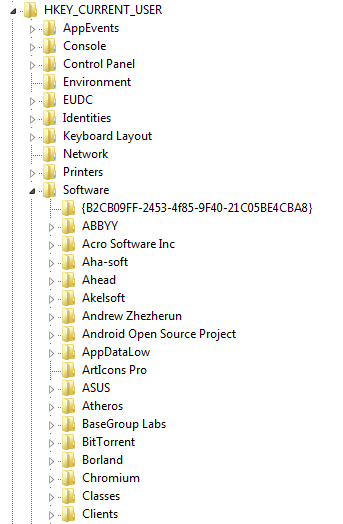 HKEY_CURRENT_USER
AppEvents
Console
Control Panel
Environment
EUDC
Identities
Keyboard Layout
Network
Printers
Software
{B2CB09FF-2453-4f85-9F40-21C05BE4CBA8}
ABBYY
Acro Software Inc
Aha-soft
Ahead
Akelsoft
Andrew Zhezherun
Android Open Source Project
AppDataLow
ArtIcons Pro
ASUS
Atheros
BaseGroup Labs
BitTorrent
Borland
Chromium
Classes
Clients